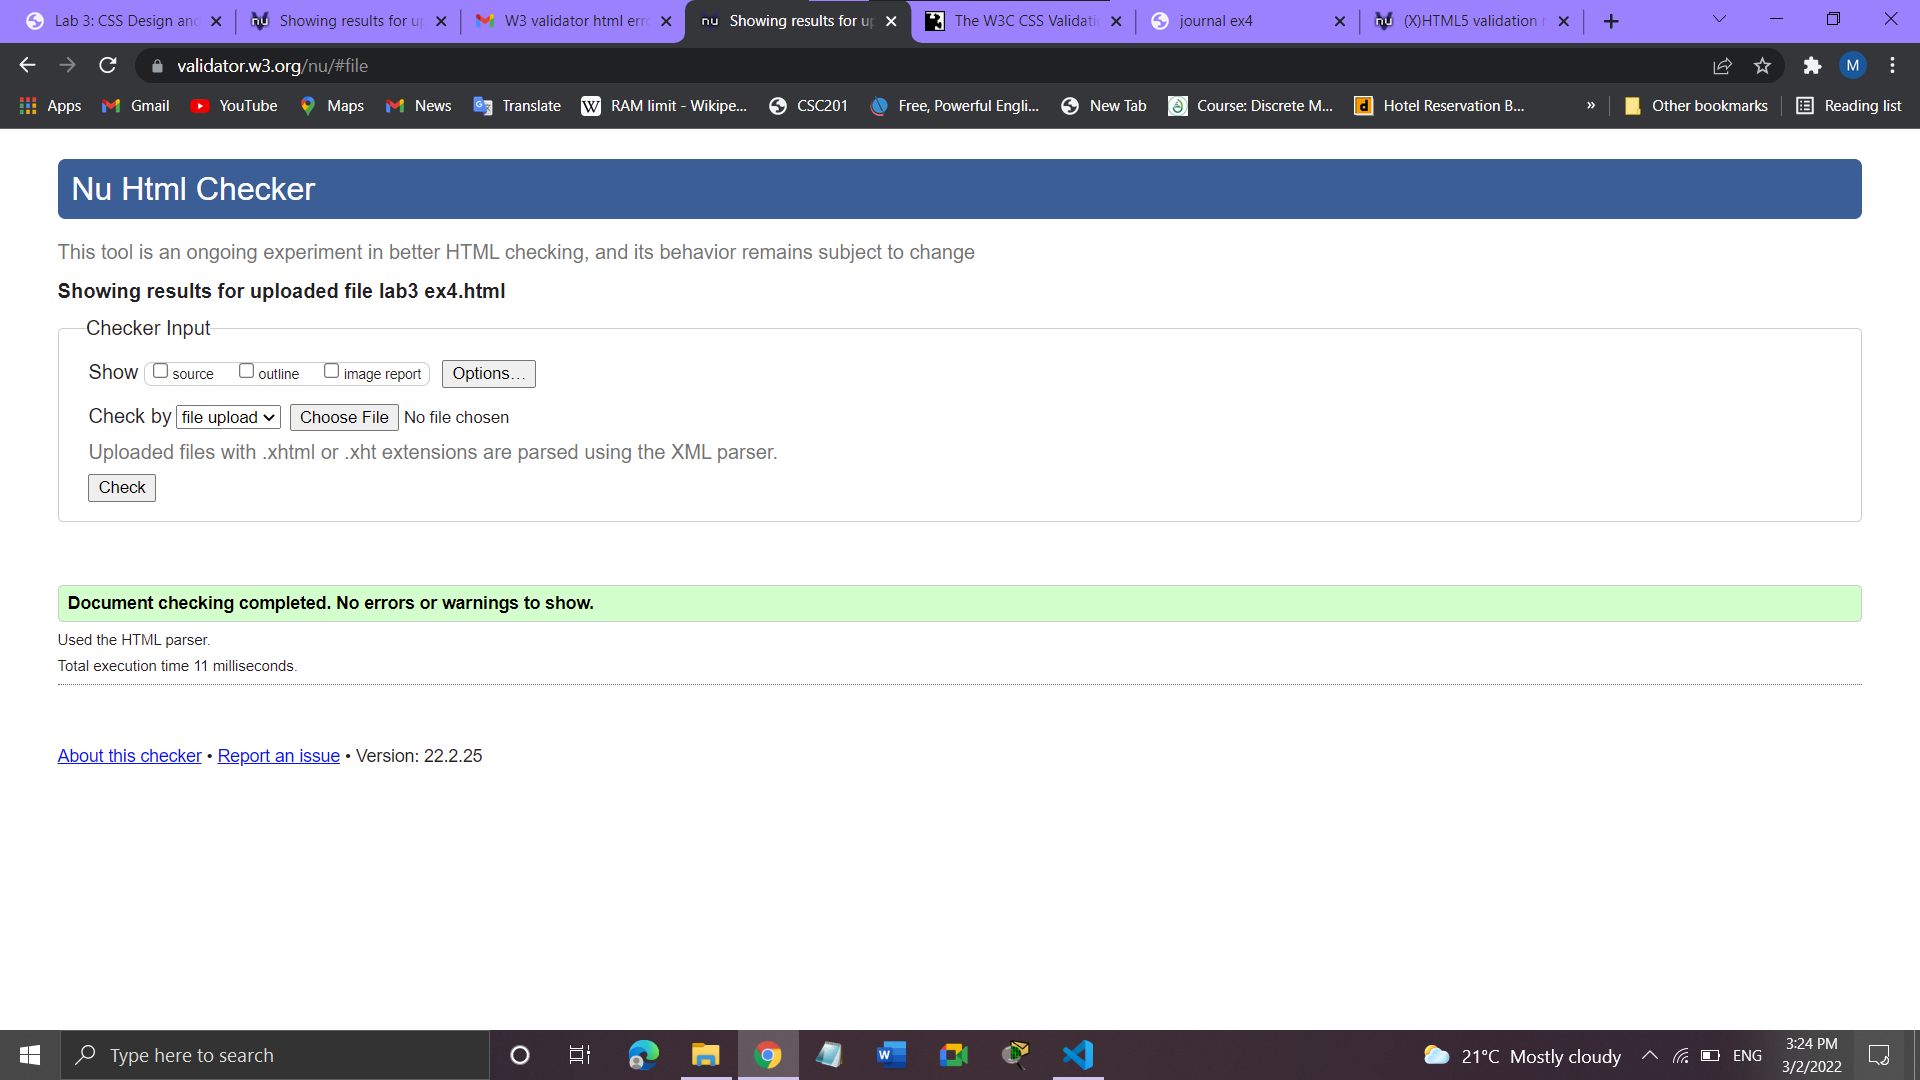 Lab 3: CSS Design and
Showing results for up
W3 validator html erro
Showing results for up
The W3C CSS Validati
journal ex4
(X)HTML5 validation r
validator.w3.org/nu/#file
M
Apps
Gmail
YouTube
Maps
News
Translate
RAM limit - Wikipe...
CSC201
Free, Powerful Engli...
New Tab
Course: Discrete M...
Hotel Reservation B...
»
Other bookmarks
Reading list
Nu Html Checker
This tool is an ongoing experiment in better HTML checking, and its behavior remains subject to change
Showing results for uploaded file lab3 ex4.html
Checker Input
Show source outline image report Options...
Check by file upload Choose File No file chosen
Uploaded files with .xhtml or .xht extensions are parsed using the XML parser.
Check
Document checking completed. No errors or warnings to show.
Used the HTML parser.
Total execution time 11 milliseconds.
About this checker • Report an issue • Version: 22.2.25
Type here to search
21°C Mostly cloudy
ENG
3:24 PM
3/2/2022